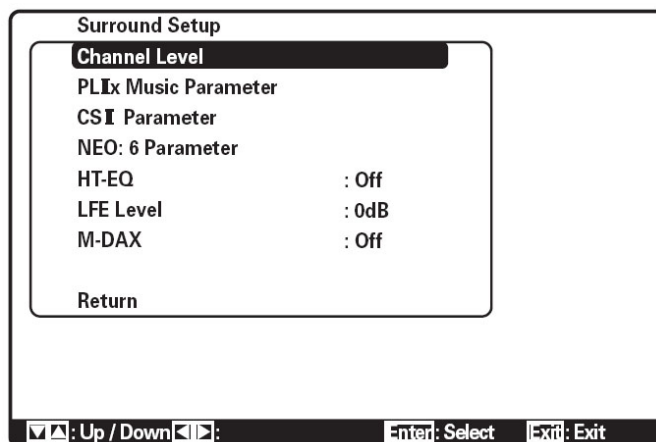 Surround Setup
Channel Level
PLIIx Music Parameter
CSII Parameter
NEO: 6 Parameter
HT-EQ : Off
LFE Level : 0dB
M-DAX : Off
Return
: Up / Down : Enter : Select Exit : Exit